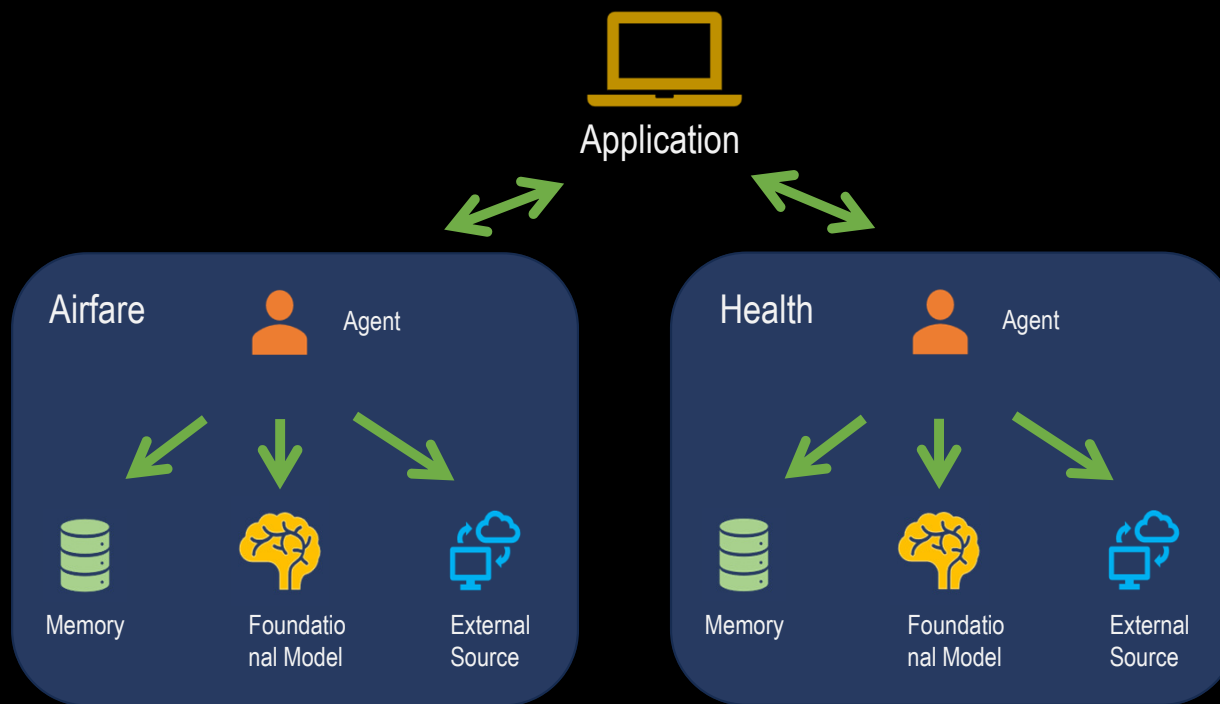 Application
Airfare
Agent
Memory
Foundatio
nal Model
External
Source
Health
Agent
Memory
Foundatio
nal Model
External
Source